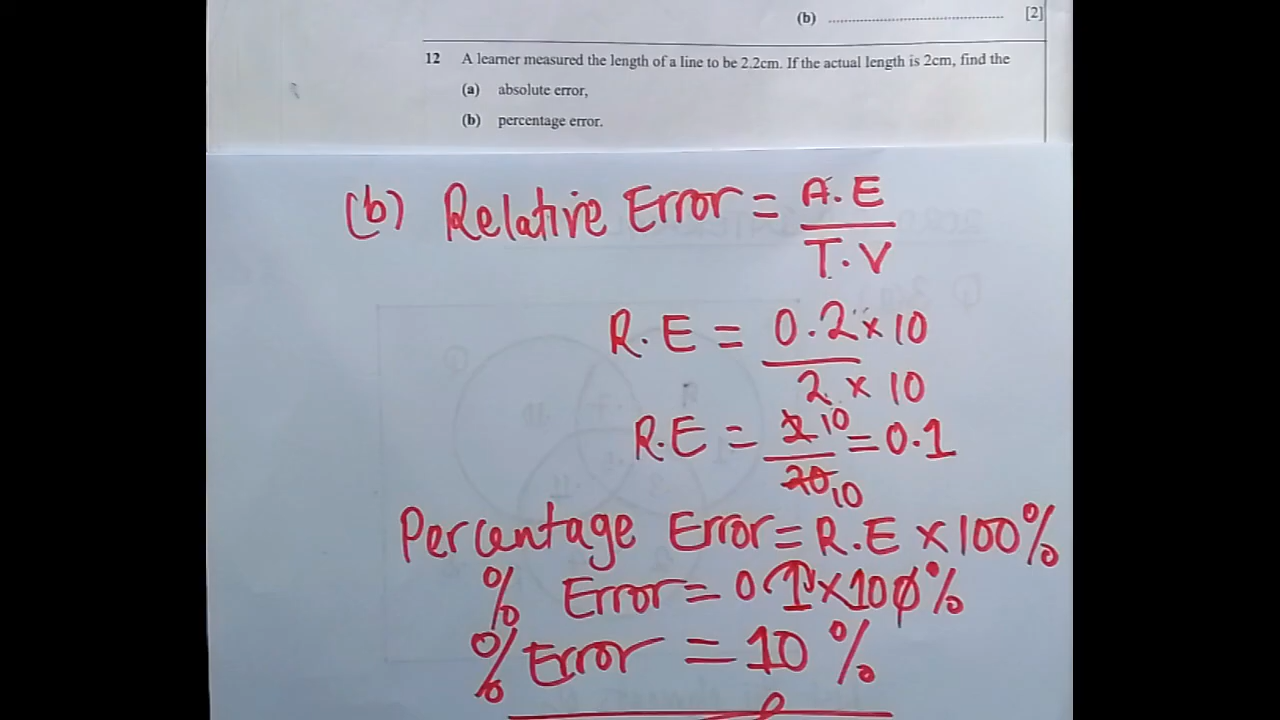 (b) ........................................ [2]
12 A learner measured the length of a line to be 2.2cm. If the actual length is 2cm, find the
(a) absolute error,
(b) percentage error.
(b) Relative Error = A.E / T.V
R.E = 0.2 × 10 / 2 × 10
R.E = 2 10 / 20 10 = 0.1
Percentage Error = R.E × 100%
% Error = 0.1 × 100%
% Error = 10 %